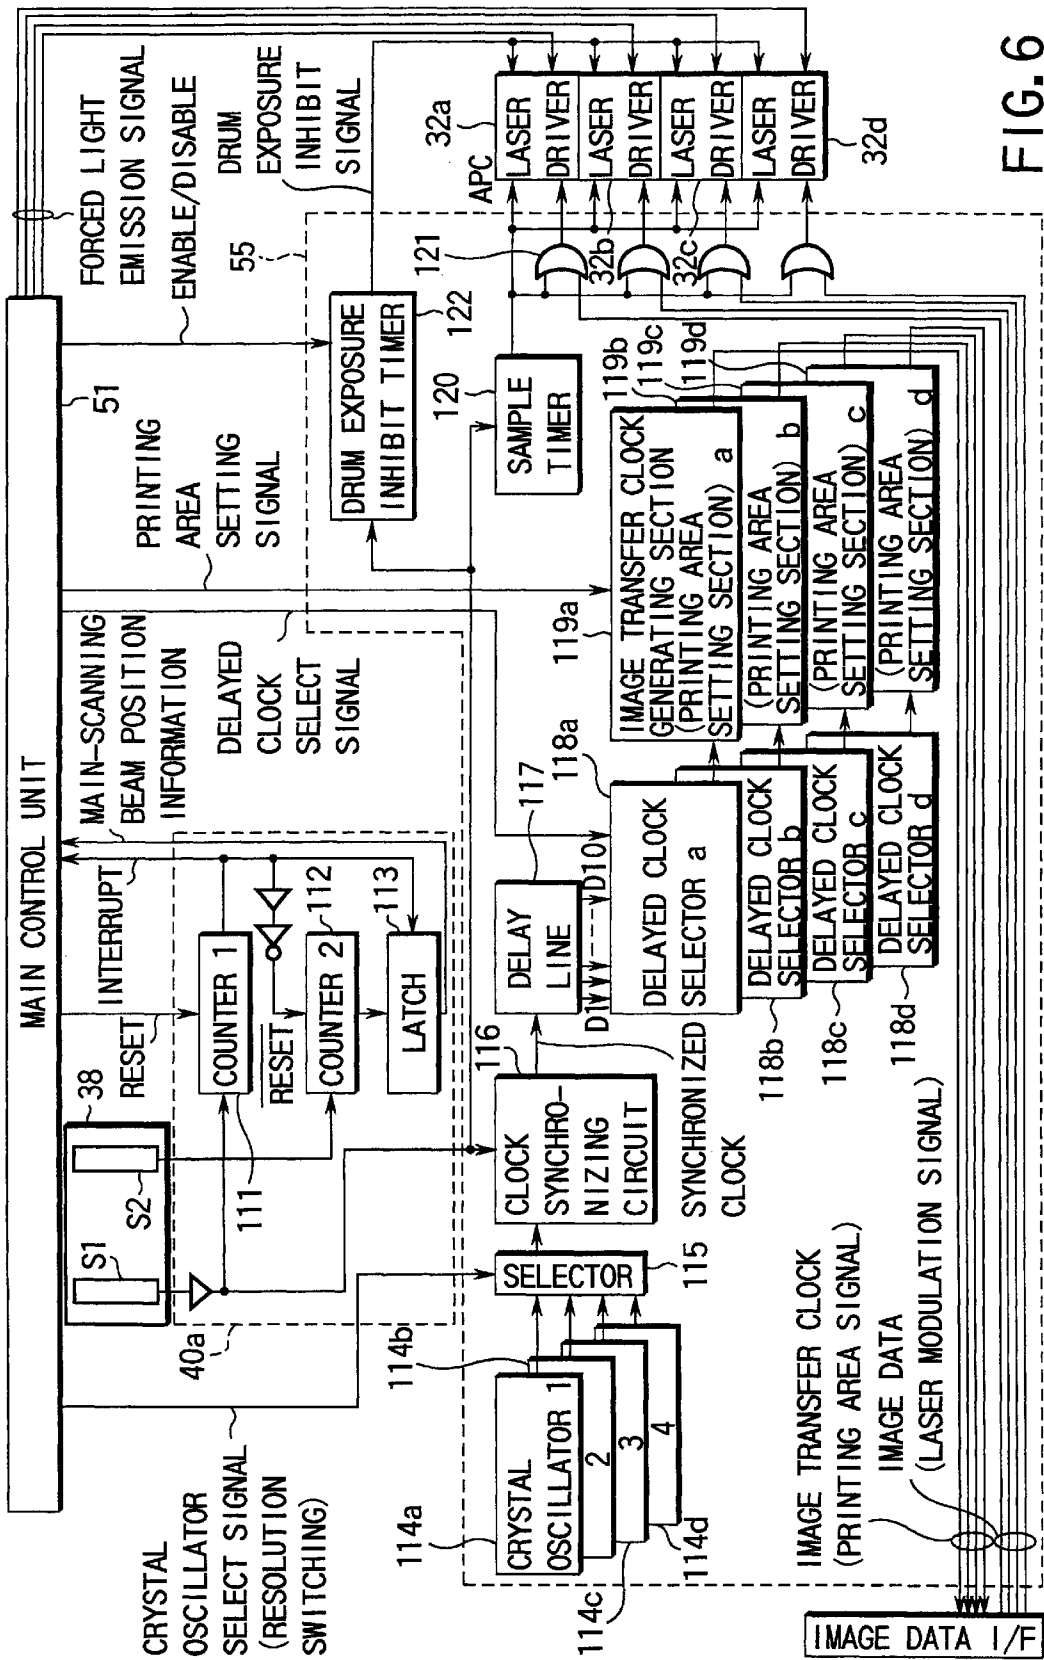 MAIN CONTROL UNIT
51
CRYSTAL
OSCILLATOR
SELECT SIGNAL
(RESOLUTION
SWITCHING)
38
S1
S2
RESET
INTERRUPT
MAIN-SCANNING
BEAM POSITION
INFORMATION
DELAYED
CLOCK
SELECT
SIGNAL
PRINTING
AREA
SETTING
SIGNAL
ENABLE/DISABLE
FORCED LIGHT
EMISSION SIGNAL
DRUM
EXPOSURE
INHIBIT
SIGNAL
40a
COUNTER 1
111
RESET
COUNTER 2
112
LATCH
113
55
DRUM EXPOSURE
INHIBIT TIMER
122
SAMPLE
TIMER
120
121
APC
32a
LASER
DRIVER
LASER
DRIVER
LASER
DRIVER
LASER
DRIVER
32b
32c
32d
114a
114b
CRYSTAL
OSCILLATOR 1
2
3
4
114c
114d
SELECTOR
115
CLOCK
SYNCHRO-
NIZING
CIRCUIT
116
SYNCHRONIZED
CLOCK
DELAY
LINE
117
D1
D10
118a
DELAYED CLOCK
SELECTOR a
DELAYED CLOCK
SELECTOR b
DELAYED CLOCK
SELECTOR c
DELAYED CLOCK
SELECTOR d
118b
118c
118d
119a
IMAGE TRANSFER CLOCK
GENERATING SECTION
(PRINTING AREA
SETTING SECTION) a
(PRINTING AREA
SETTING SECTION) b
(PRINTING AREA
SETTING SECTION) c
(PRINTING AREA
SETTING SECTION) d
119b
119c
119d
IMAGE TRANSFER CLOCK
(PRINTING AREA SIGNAL)
IMAGE DATA
(LASER MODULATION SIGNAL)
IMAGE DATA I/F
FIG. 6